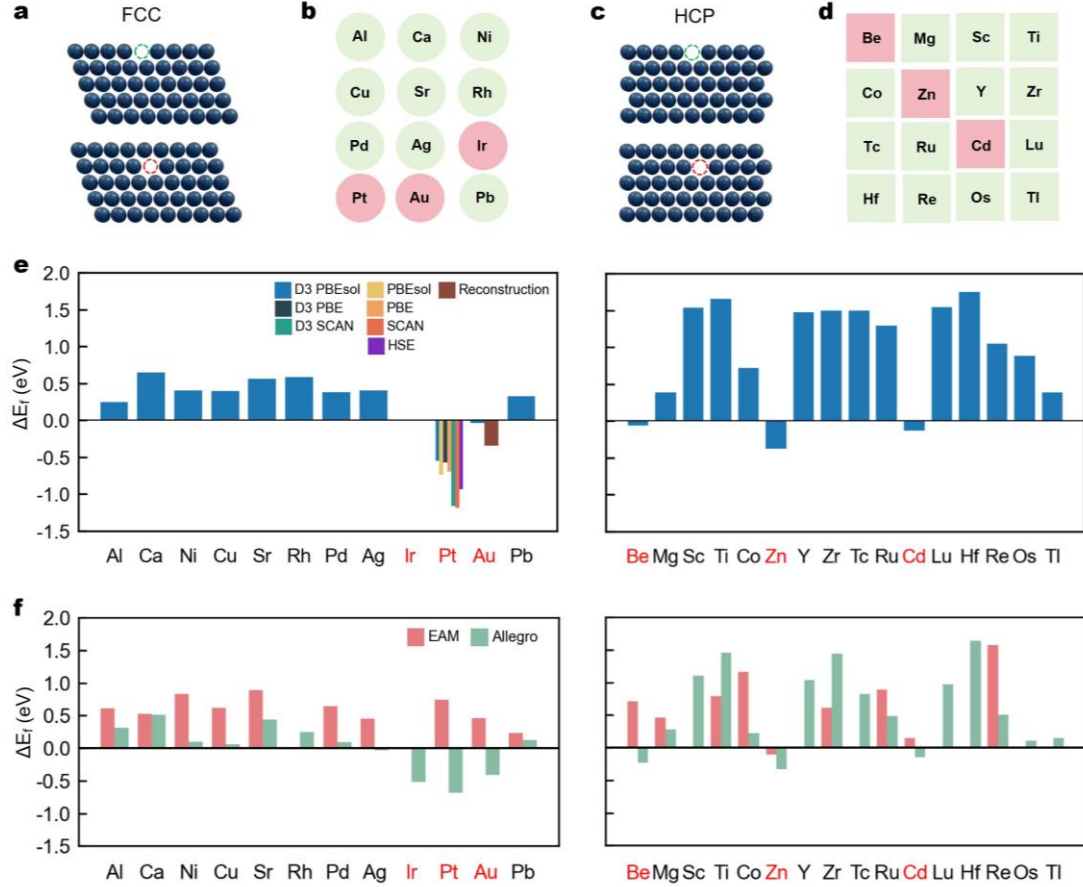 a
FCC
b
Al Ca Ni
Cu Sr Rh
Pd Ag Ir
Pt Au Pb
c
HCP
d
Be Mg Sc Ti
Co Zn Y Zr
Tc Ru Cd Lu
Hf Re Os Tl
e
ΔEf (eV)
2.0
1.5
1.0
0.5
0.0
-0.5
-1.0
-1.5
D3 PBEsol PBEsol Reconstruction
D3 PBE PBE
D3 SCAN SCAN
HSE
Al Ca Ni Cu Sr Rh Pd Ag Ir Pt Au Pb
Be Mg Sc Ti Co Zn Y Zr Tc Ru Cd Lu Hf Re Os Tl
f
ΔEf (eV)
2.0
1.5
1.0
0.5
0.0
-0.5
-1.0
-1.5
EAM Allegro
Al Ca Ni Cu Sr Rh Pd Ag Ir Pt Au Pb
Be Mg Sc Ti Co Zn Y Zr Tc Ru Cd Lu Hf Re Os Tl